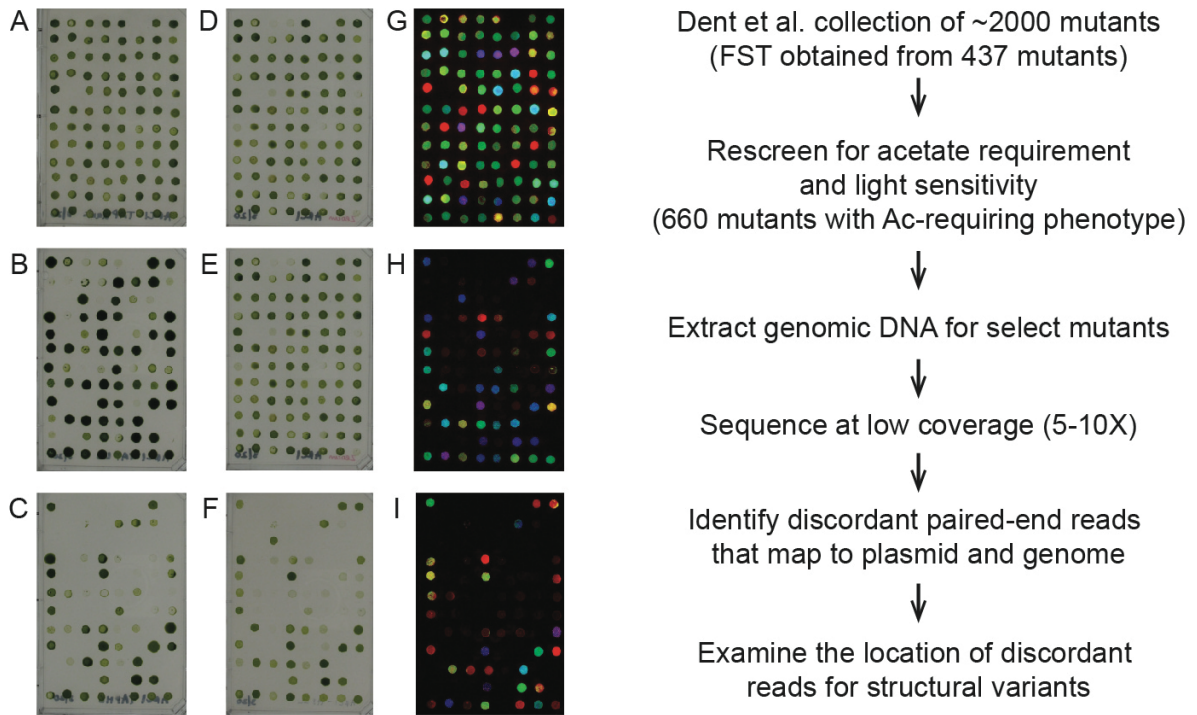 A
D
G
B
E
H
C
F
I
Dent et al. collection of ~2000 mutants
(FST obtained from 437 mutants)
Rescreen for acetate requirement
and light sensitivity
(660 mutants with Ac-requiring phenotype)
Extract genomic DNA for select mutants
Sequence at low coverage (5-10X)
Identify discordant paired-end reads
that map to plasmid and genome
Examine the location of discordant
reads for structural variants